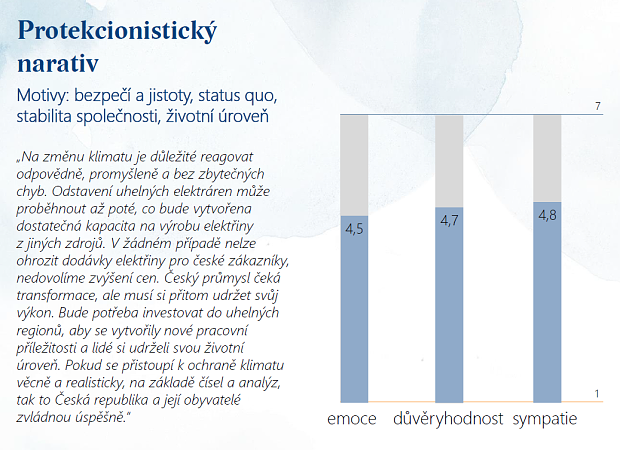 Protekcionistický
narativ
Motivy: bezpečí a jistoty, status quo,
stabilita společnosti, životní úroveň
„Na změnu klimatu je důležité reagovat
odpovědně, promyšleně a bez zbytečných
chyb. Odstavení uhelných elektráren může
proběhnout až poté, co bude vytvořena
dostatečná kapacita na výrobu elektřiny
z jiných zdrojů. V žádném případě nelze
ohrozit dodávky elektřiny pro české zákazníky,
nedovolíme zvýšení cen. Český průmysl čeká
transformace, ale musí si přitom udržet svůj
výkon. Bude potřeba investovat do uhelných
regionů, aby se vytvořily nové pracovní
příležitosti a lidé si udrželi svou životní
úroveň. Pokud se přistoupí k ochraně klimatu
věcně a realisticky, na základě čísel a analýz,
tak to Česká republika a její obyvatelé
zvládnou úspěšně.“
7
4,5
4,7
4,8
1
emoce důvěryhodnost sympatie